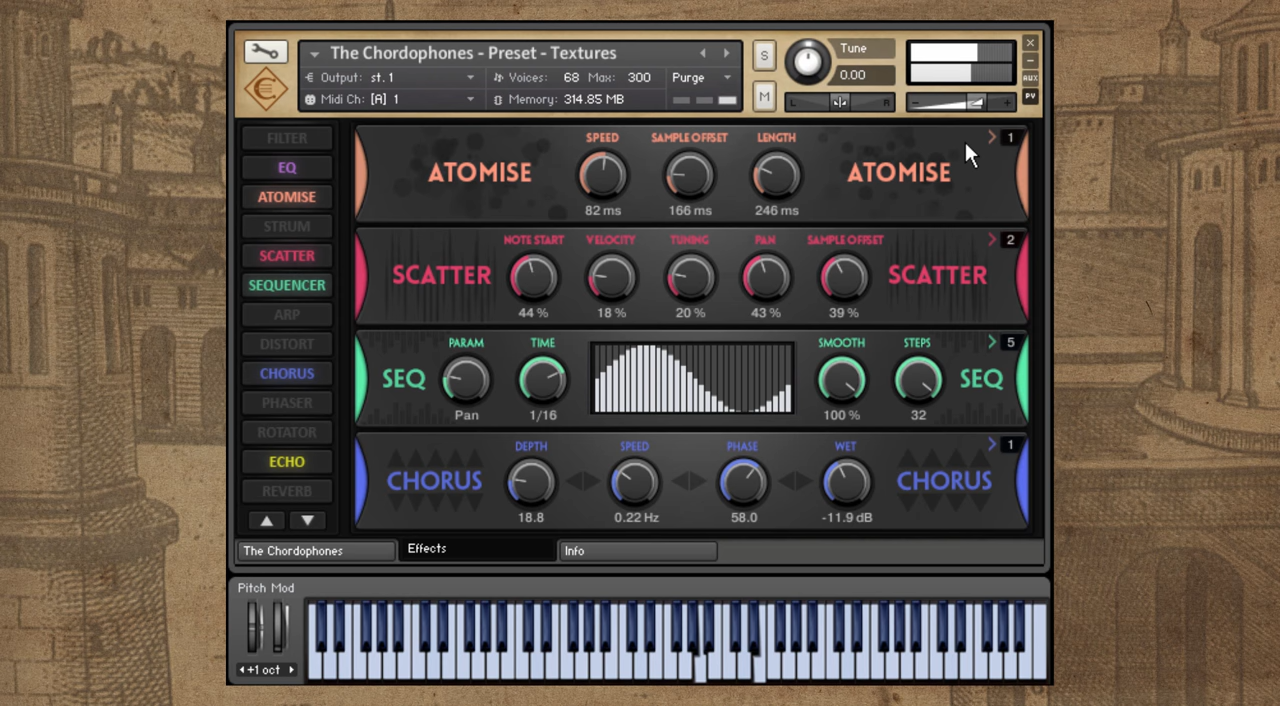 The Chordophones - Preset - Textures
Output: st.1
Voices: 68 Max: 300
Purge
Midi Ch: [A] 1
Memory: 314.85 MB
S
M
Tune
0.00
L
R
AUX
PV
FILTER
EQ
ATOMISE
STRUM
SCATTER
SEQUENCER
ARP
DISTORT
CHORUS
PHASER
ROTATOR
ECHO
REVERB
ATOMISE
SPEED SAMPLE OFFSET LENGTH
82 ms 166 ms 246 ms
ATOMISE
1
SCATTER
NOTE START VELOCITY TUNING PAN SAMPLE OFFSET
44 % 18 % 20 % 43 % 39 %
SCATTER
2
SEQ
PARAM TIME SMOOTH STEPS
Pan 1/16 100 % 32
SEQ
5
CHORUS
DEPTH SPEED PHASE WET
18.8 0.22 Hz 58.0 -11.9 dB
CHORUS
1
The Chordophones
Effects
Info
Pitch Mod
+1 oct